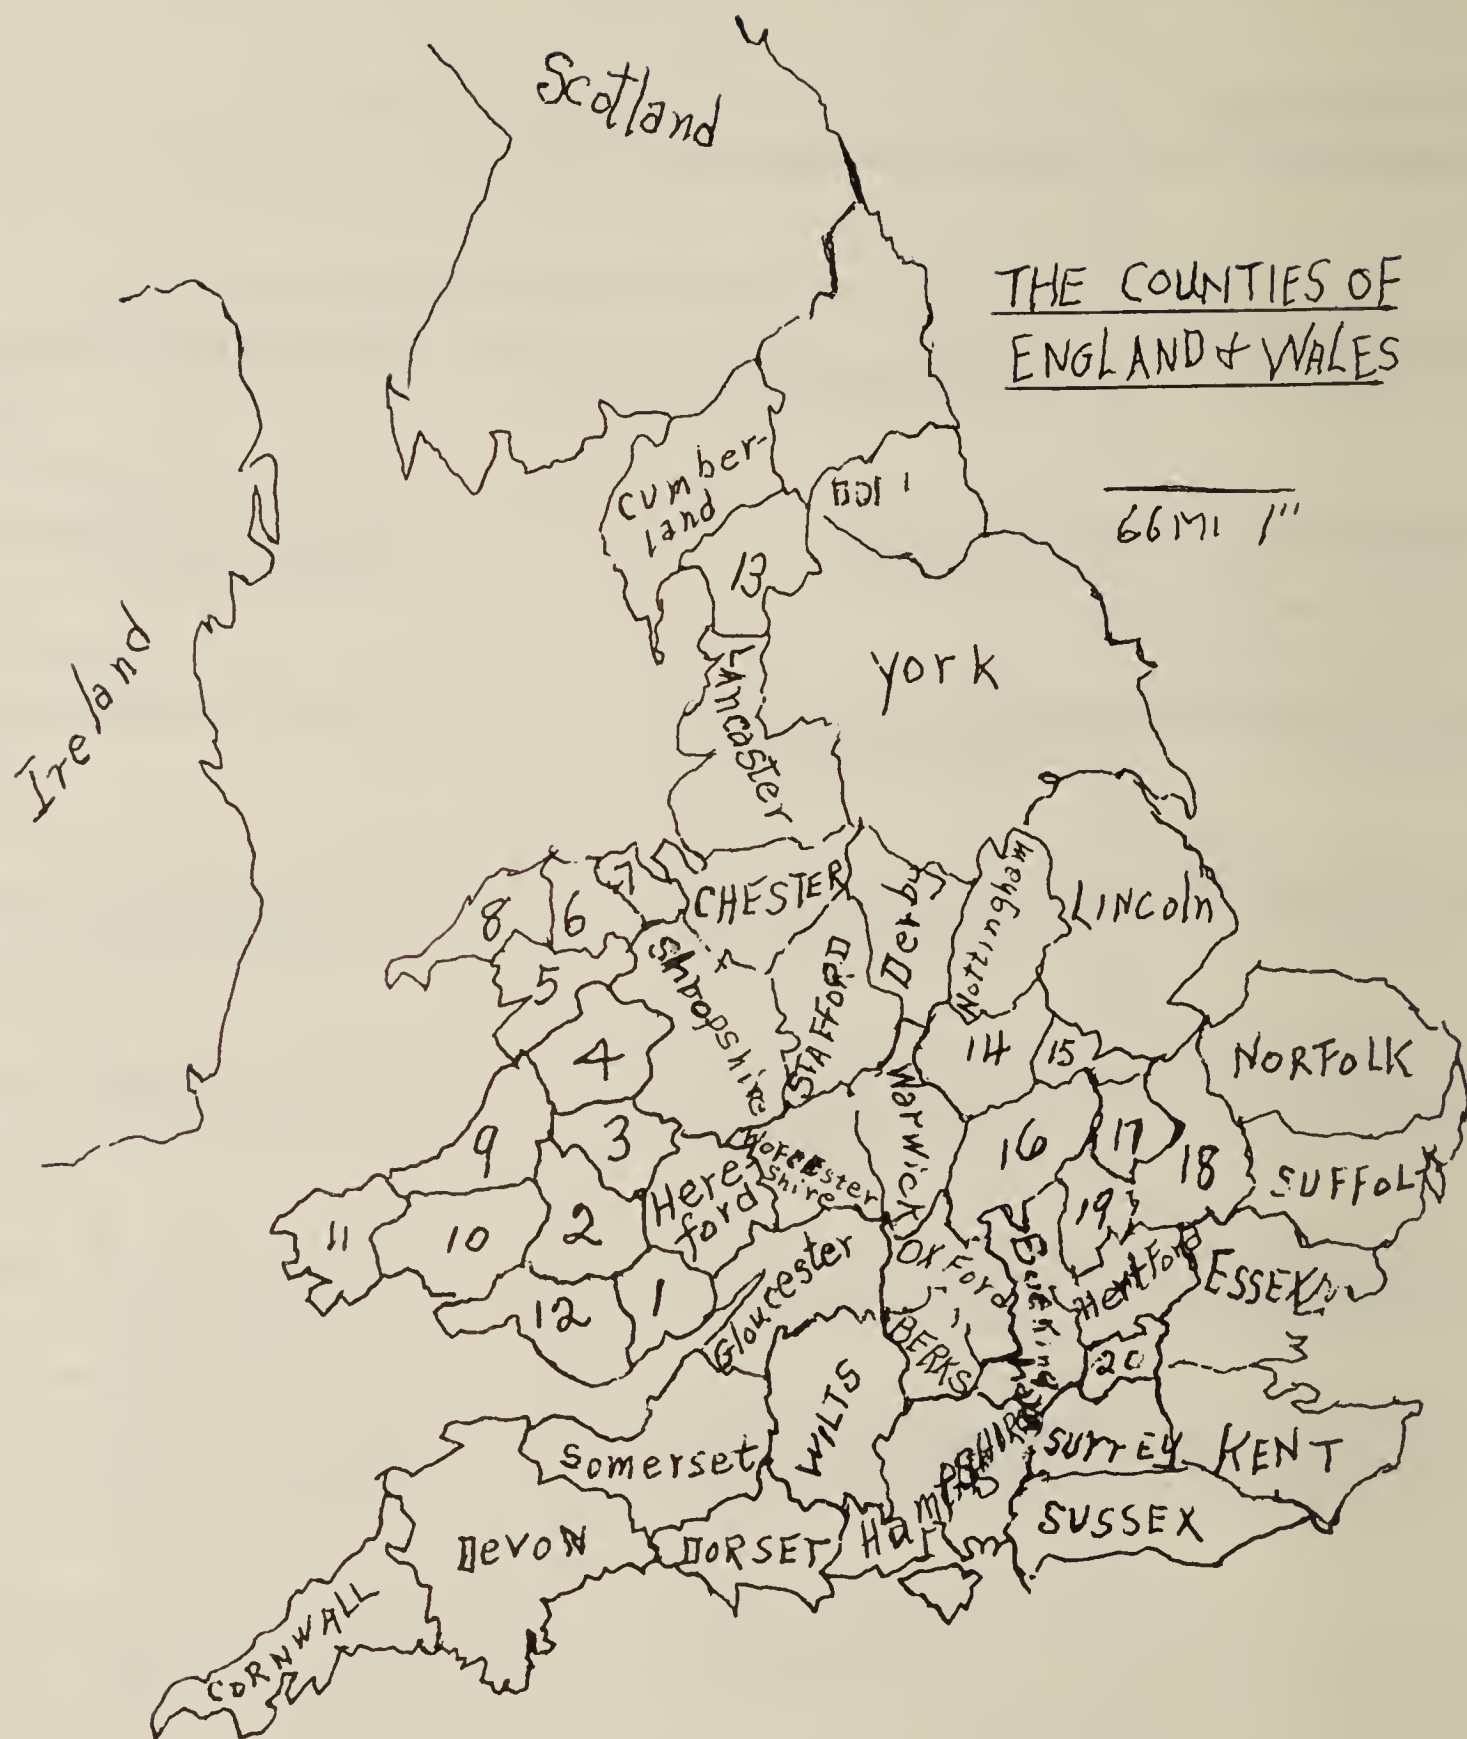 Scotland
THE COUNTIES OF
ENGLAND & WALES
66 MI 1"
Cumber-
land
13
Ireland
York
Lancaster
CHESTER
Derby
Nottingham
LINCOLN
8
6
7
5
Shropshire
STAFFORD
4
14
15
NORFOLK
9
3
Warwick
16
17
18
SUFFOLK
Worcester
shire
Here-
ford
11
10
2
19
Oxford
Hertford
ESSEX
Gloucester
12
1
BERKS
20
WILTS
Somerset
Surrey
KENT
HampSHIRE
SUSSEX
DEVON
DORSET
CORNWALL